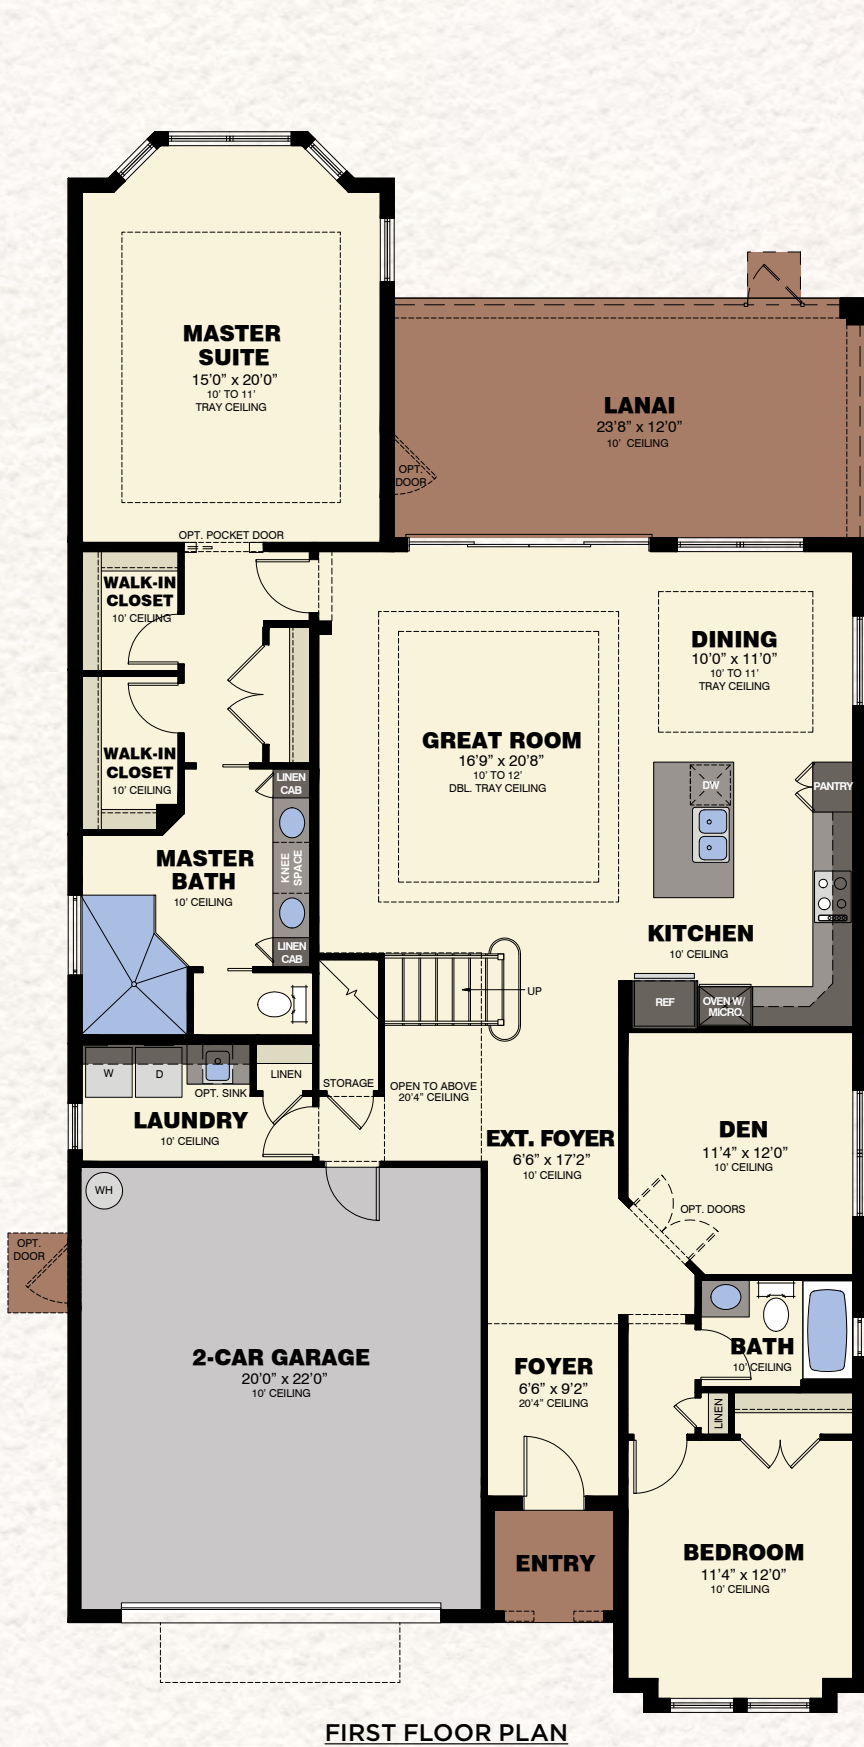 MASTER
SUITE
15'0" x 20'0"
10' TO 11'
TRAY CEILING
LANAI
23'8" x 12'0"
10' CEILING
OPT.
DOOR
OPT. POCKET DOOR
WALK-IN
CLOSET
10' CEILING
WALK-IN
CLOSET
10' CEILING
DINING
10'0" x 11'0"
10' TO 11'
TRAY CEILING
GREAT ROOM
16'9" x 20'8"
10' TO 12'
DBL. TRAY CEILING
LINEN
CAB
KNEE
SPACE
LINEN
CAB
MASTER
BATH
10' CEILING
DW
PANTRY
KITCHEN
10' CEILING
REF
OVEN W/
MICRO.
UP
W
D
OPT. SINK
LINEN
STORAGE
LAUNDRY
10' CEILING
OPEN TO ABOVE
20'4" CEILING
EXT. FOYER
6'6" x 17'2"
10' CEILING
DEN
11'4" x 12'0"
10' CEILING
OPT. DOORS
WH
OPT.
DOOR
2-CAR GARAGE
20'0" x 22'0"
10' CEILING
FOYER
6'6" x 9'2"
20'4" CEILING
BATH
10' CEILING
LINEN
ENTRY
BEDROOM
11'4" x 12'0"
10' CEILING
FIRST FLOOR PLAN